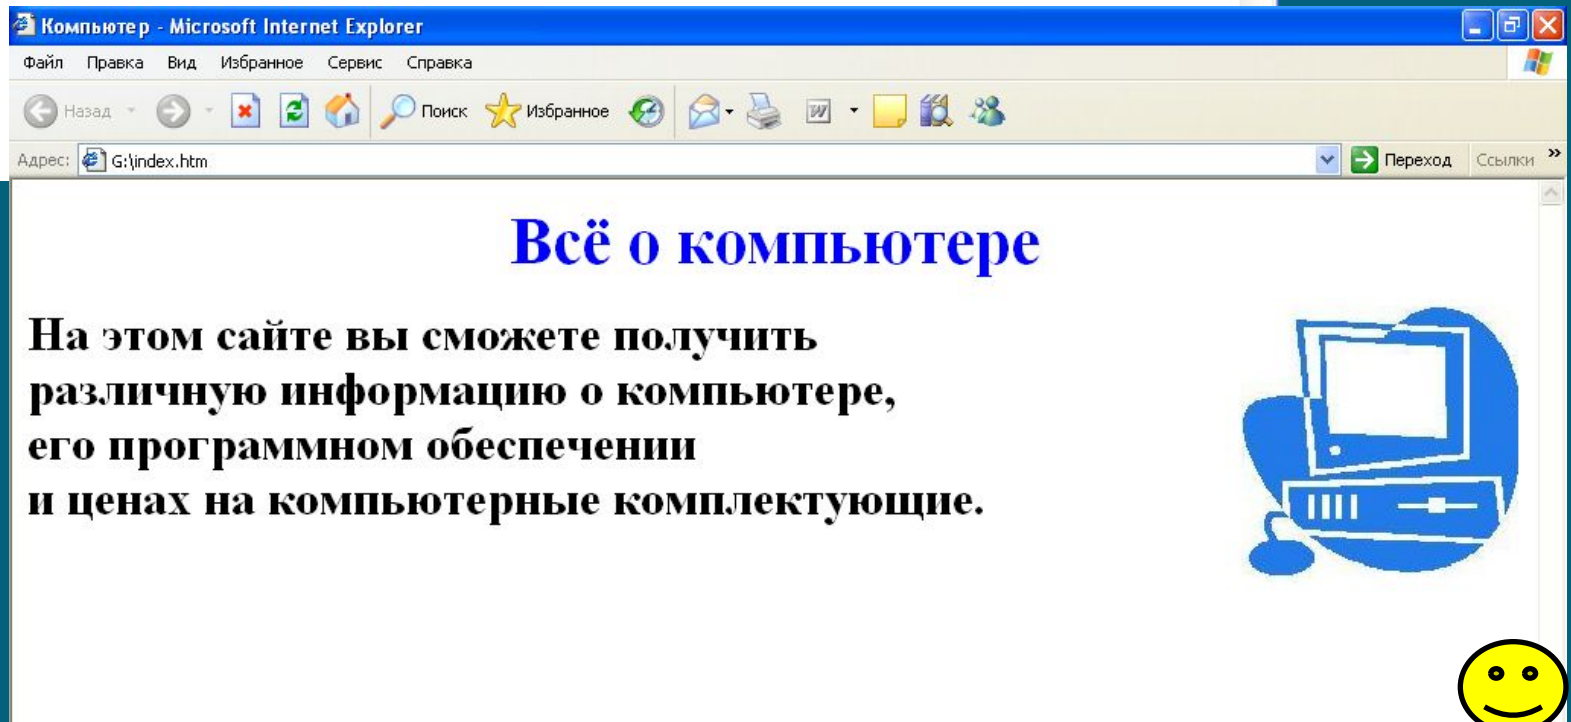 Компьютер - Microsoft Internet Explorer
Файл Правка Вид Избранное Сервис Справка
Назад Поиск Избранное W
Адрес: G:\index.htm Переход Ссылки »
Всё о компьютере
На этом сайте вы сможете получить
различную информацию о компьютере,
его программном обеспечении
и ценах на компьютерные комплектующие.